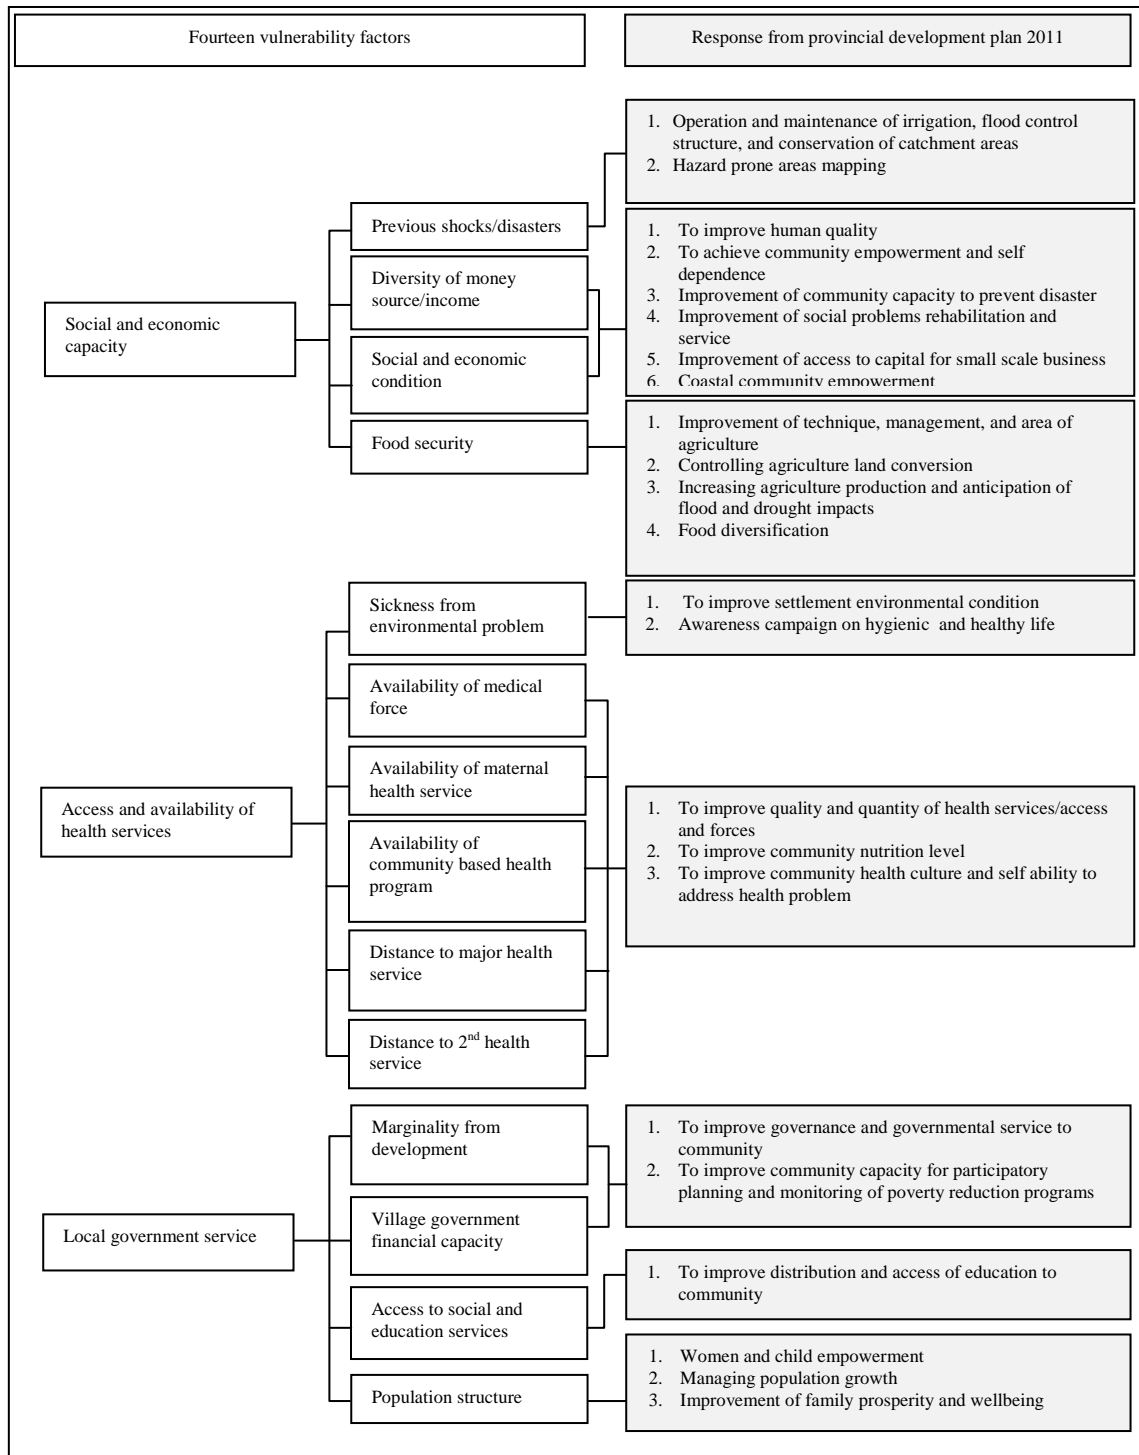 Fourteen vulnerability factors
Response from provincial development plan 2011
Social and economic
capacity
Previous shocks/disasters
Diversity of money
source/income
Social and economic
condition
Food security
1. Operation and maintenance of irrigation, flood control
structure, and conservation of catchment areas
2. Hazard prone areas mapping
1. To improve human quality
2. To achieve community empowerment and self
dependence
3. Improvement of community capacity to prevent disaster
4. Improvement of social problems rehabilitation and
service
5. Improvement of access to capital for small scale business
6. Coastal community empowerment
1. Improvement of technique, management, and area of
agriculture
2. Controlling agriculture land conversion
3. Increasing agriculture production and anticipation of
flood and drought impacts
4. Food diversification
Access and availability of
health services
Sickness from
environmental problem
Availability of medical
force
Availability of maternal
health service
Availability of
community based health
program
Distance to major health
service
Distance to 2nd health
service
1. To improve settlement environmental condition
2. Awareness campaign on hygienic and healthy life
1. To improve quality and quantity of health services/access
and forces
2. To improve community nutrition level
3. To improve community health culture and self ability to
address health problem
Local government service
Marginality from
development
Village government
financial capacity
Access to social and
education services
Population structure
1. To improve governance and governmental service to
community
2. To improve community capacity for participatory
planning and monitoring of poverty reduction programs
1. To improve distribution and access of education to
community
1. Women and child empowerment
2. Managing population growth
3. Improvement of family prosperity and wellbeing